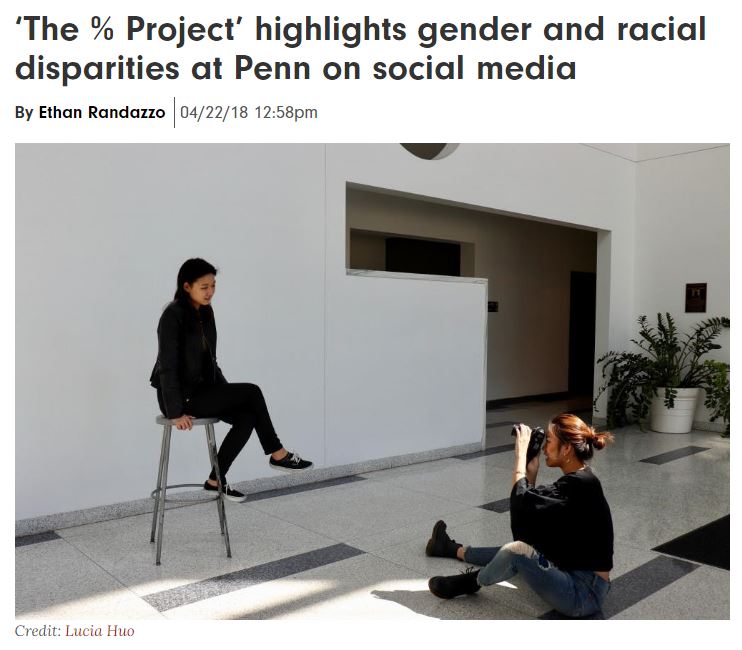 ‘The % Project’ highlights gender and racial
disparities at Penn on social media
By Ethan Randazzo 04/22/18 12:58pm
Credit: Lucia Huo